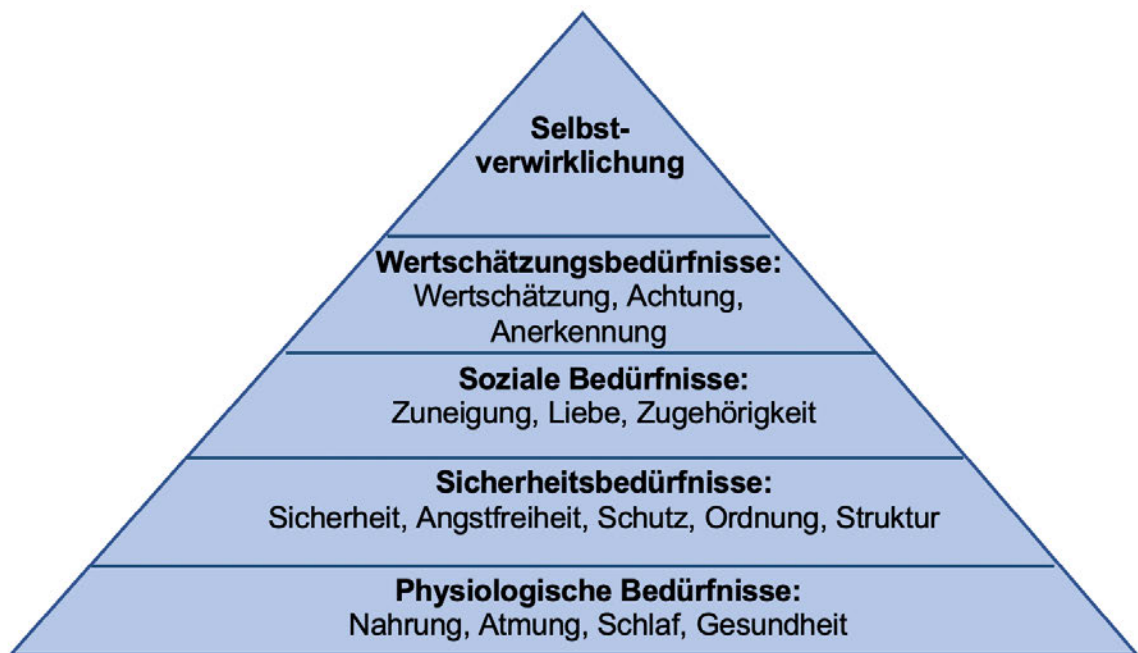 Selbst-
verwirklichung
Wertschätzungsbedürfnisse:
Wertschätzung, Achtung,
Anerkennung
Soziale Bedürfnisse:
Zuneigung, Liebe, Zugehörigkeit
Sicherheitsbedürfnisse:
Sicherheit, Angstfreiheit, Schutz, Ordnung, Struktur
Physiologische Bedürfnisse:
Nahrung, Atmung, Schlaf, Gesundheit